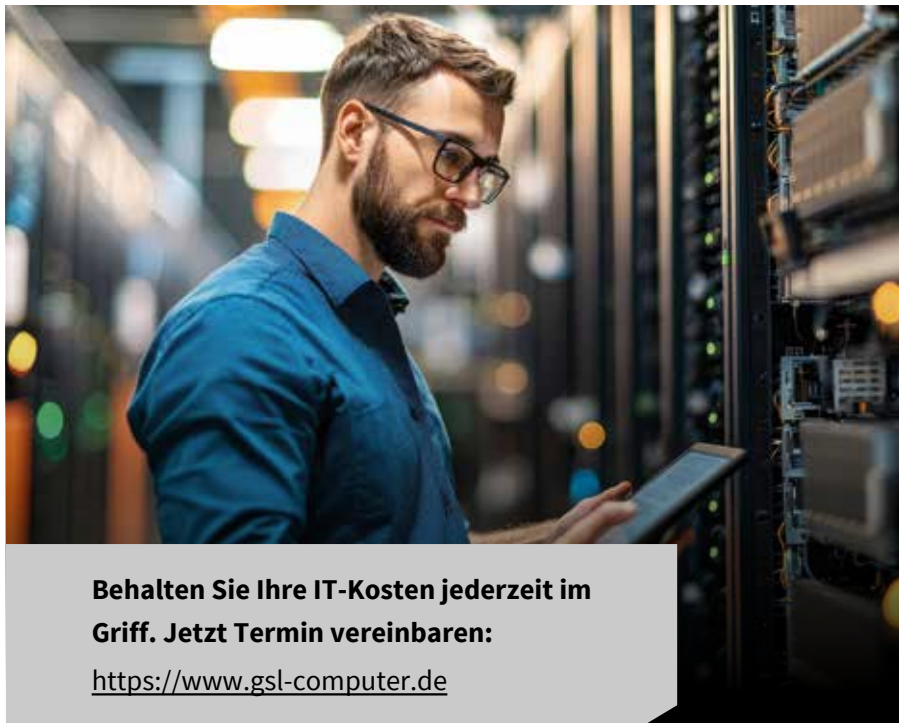 Behalten Sie Ihre IT-Kosten jederzeit im
Griff. Jetzt Termin vereinbaren:
https://www.gsl-computer.de